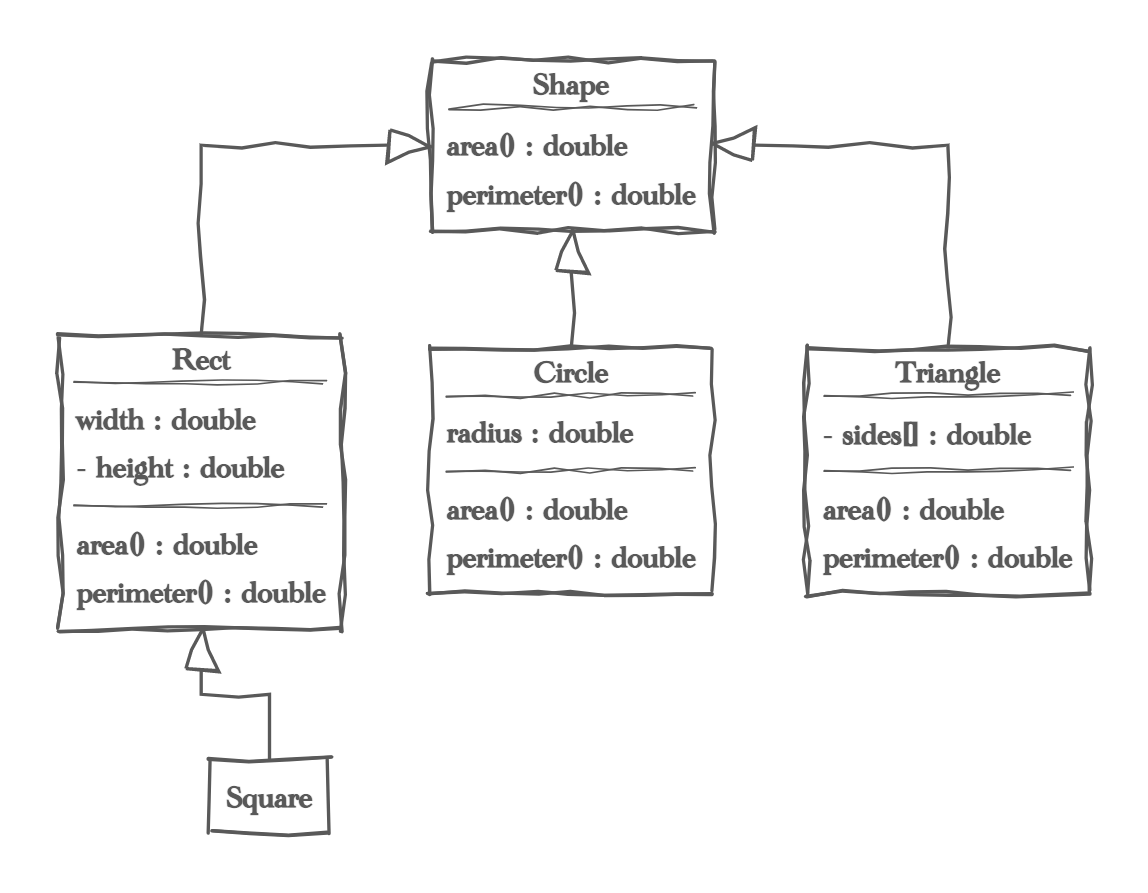 Shape
area() : double
perimeter() : double
Rect
width : double
- height : double
area() : double
perimeter() : double
Circle
radius : double
area() : double
perimeter() : double
Triangle
- sides[] : double
area() : double
perimeter() : double
Square